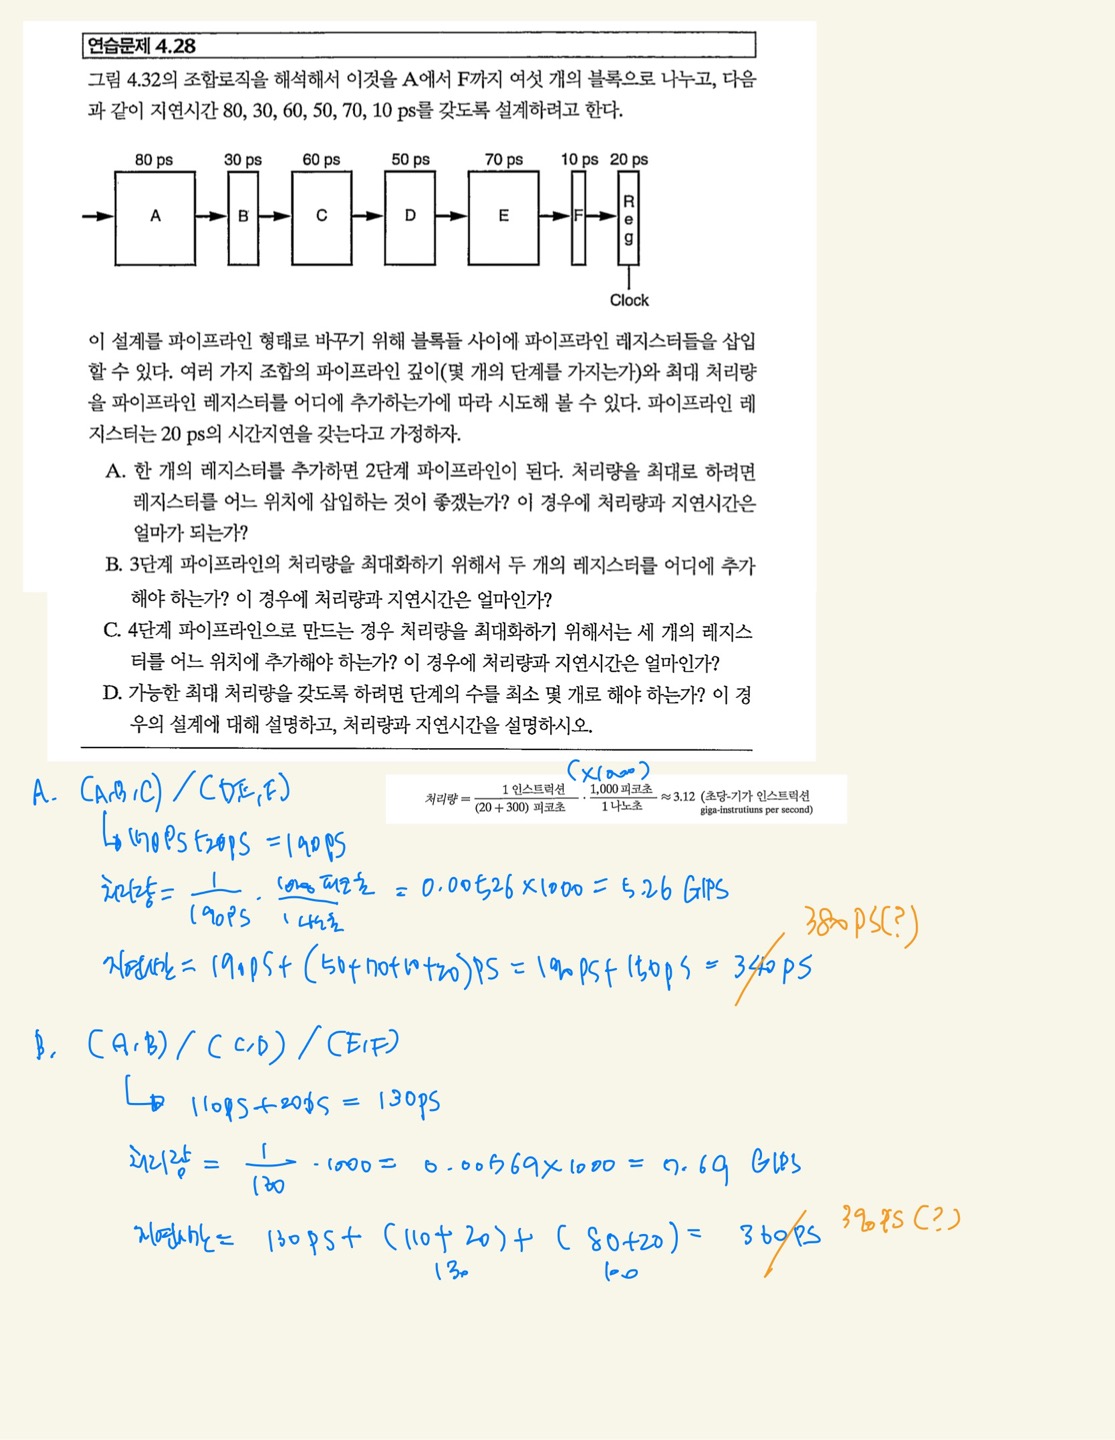 연습문제 4.28
그림 4.32의 조합로직을 해석해서 이것을 A에서 F까지 여섯 개의 블록으로 나누고, 다음
과 같이 지연시간 80, 30, 60, 50, 70, 10 ps를 갖도록 설계하려고 한다.
80 ps 30 ps 60 ps 50 ps 70 ps 10 ps 20 ps
A B C D E F Reg
Clock
이 설계를 파이프라인 형태로 바꾸기 위해 블록들 사이에 파이프라인 레지스터들을 삽입
할 수 있다. 여러 가지 조합의 파이프라인 깊이(몇 개의 단계를 가지는가)와 최대 처리량
을 파이프라인 레지스터를 어디에 추가하는가에 따라 시도해 볼 수 있다. 파이프라인 레
지스터는 20 ps의 시간지연을 갖는다고 가정하자.
A. 한 개의 레지스터를 추가하면 2단계 파이프라인이 된다. 처리량을 최대로 하려면
레지스터를 어느 위치에 삽입하는 것이 좋겠는가? 이 경우에 처리량과 지연시간은
얼마가 되는가?
B. 3단계 파이프라인의 처리량을 최대화하기 위해서 두 개의 레지스터를 어디에 추가
해야 하는가? 이 경우에 처리량과 지연시간은 얼마인가?
C. 4단계 파이프라인으로 만드는 경우 처리량을 최대화하기 위해서는 세 개의 레지스
터를 어느 위치에 추가해야 하는가? 이 경우에 처리량과 지연시간은 얼마인가?
D. 가능한 최대 처리량을 갖도록 하려면 단계의 수를 최소 몇 개로 해야 하는가? 이 경
우의 설계에 대해 설명하고, 처리량과 지연시간을 설명하시오.
(×1000)
처리량 = 1 인스트럭션 / (20 + 300) 피코초 · 1,000 피코초 / 1 나노초 ≈ 3.12 (초당-기가 인스트럭션
giga-instrutiuns per second)
A. (A,B,C) / (D,E,F)
170PS+20PS = 190PS
처리량 = 1 / 190PS · 1000 피코초 / 1 나노초 = 0.00526 × 1000 = 5.26 GIPS
380PS(?)
지연시간 = 190PS + (50+70+10+20)PS = 190PS + 150PS = 340PS
B. (A,B) / (C,D) / (E,F)
110PS + 20PS = 130PS
처리량 = 1 / 130 · 1000 = 0.00769 × 1000 = 7.69 GIPS
지연시간 = 130PS + (110+20) + (80+20) = 360PS 390PS(?)
130 100